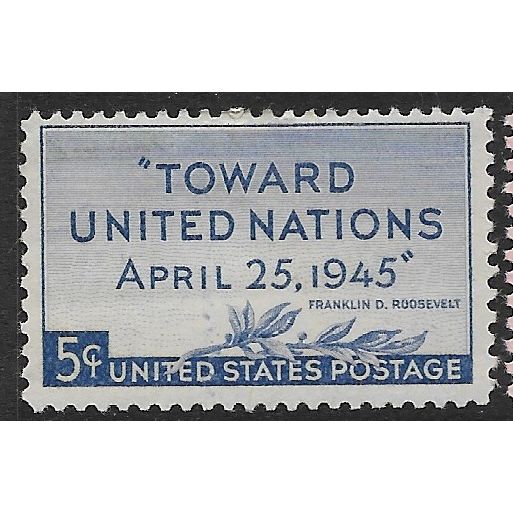 "TOWARD
UNITED NATIONS
APRIL 25, 1945"
FRANKLIN D. ROOSEVELT
5¢ UNITED STATES POSTAGE